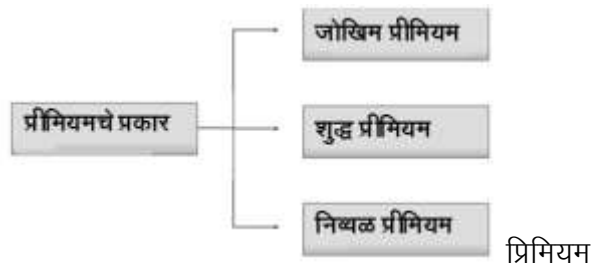 जोखिम प्रीमियम
प्रीमियमचे प्रकार
शुद्ध प्रीमियम
निव्वळ प्रीमियम
प्रिमियम